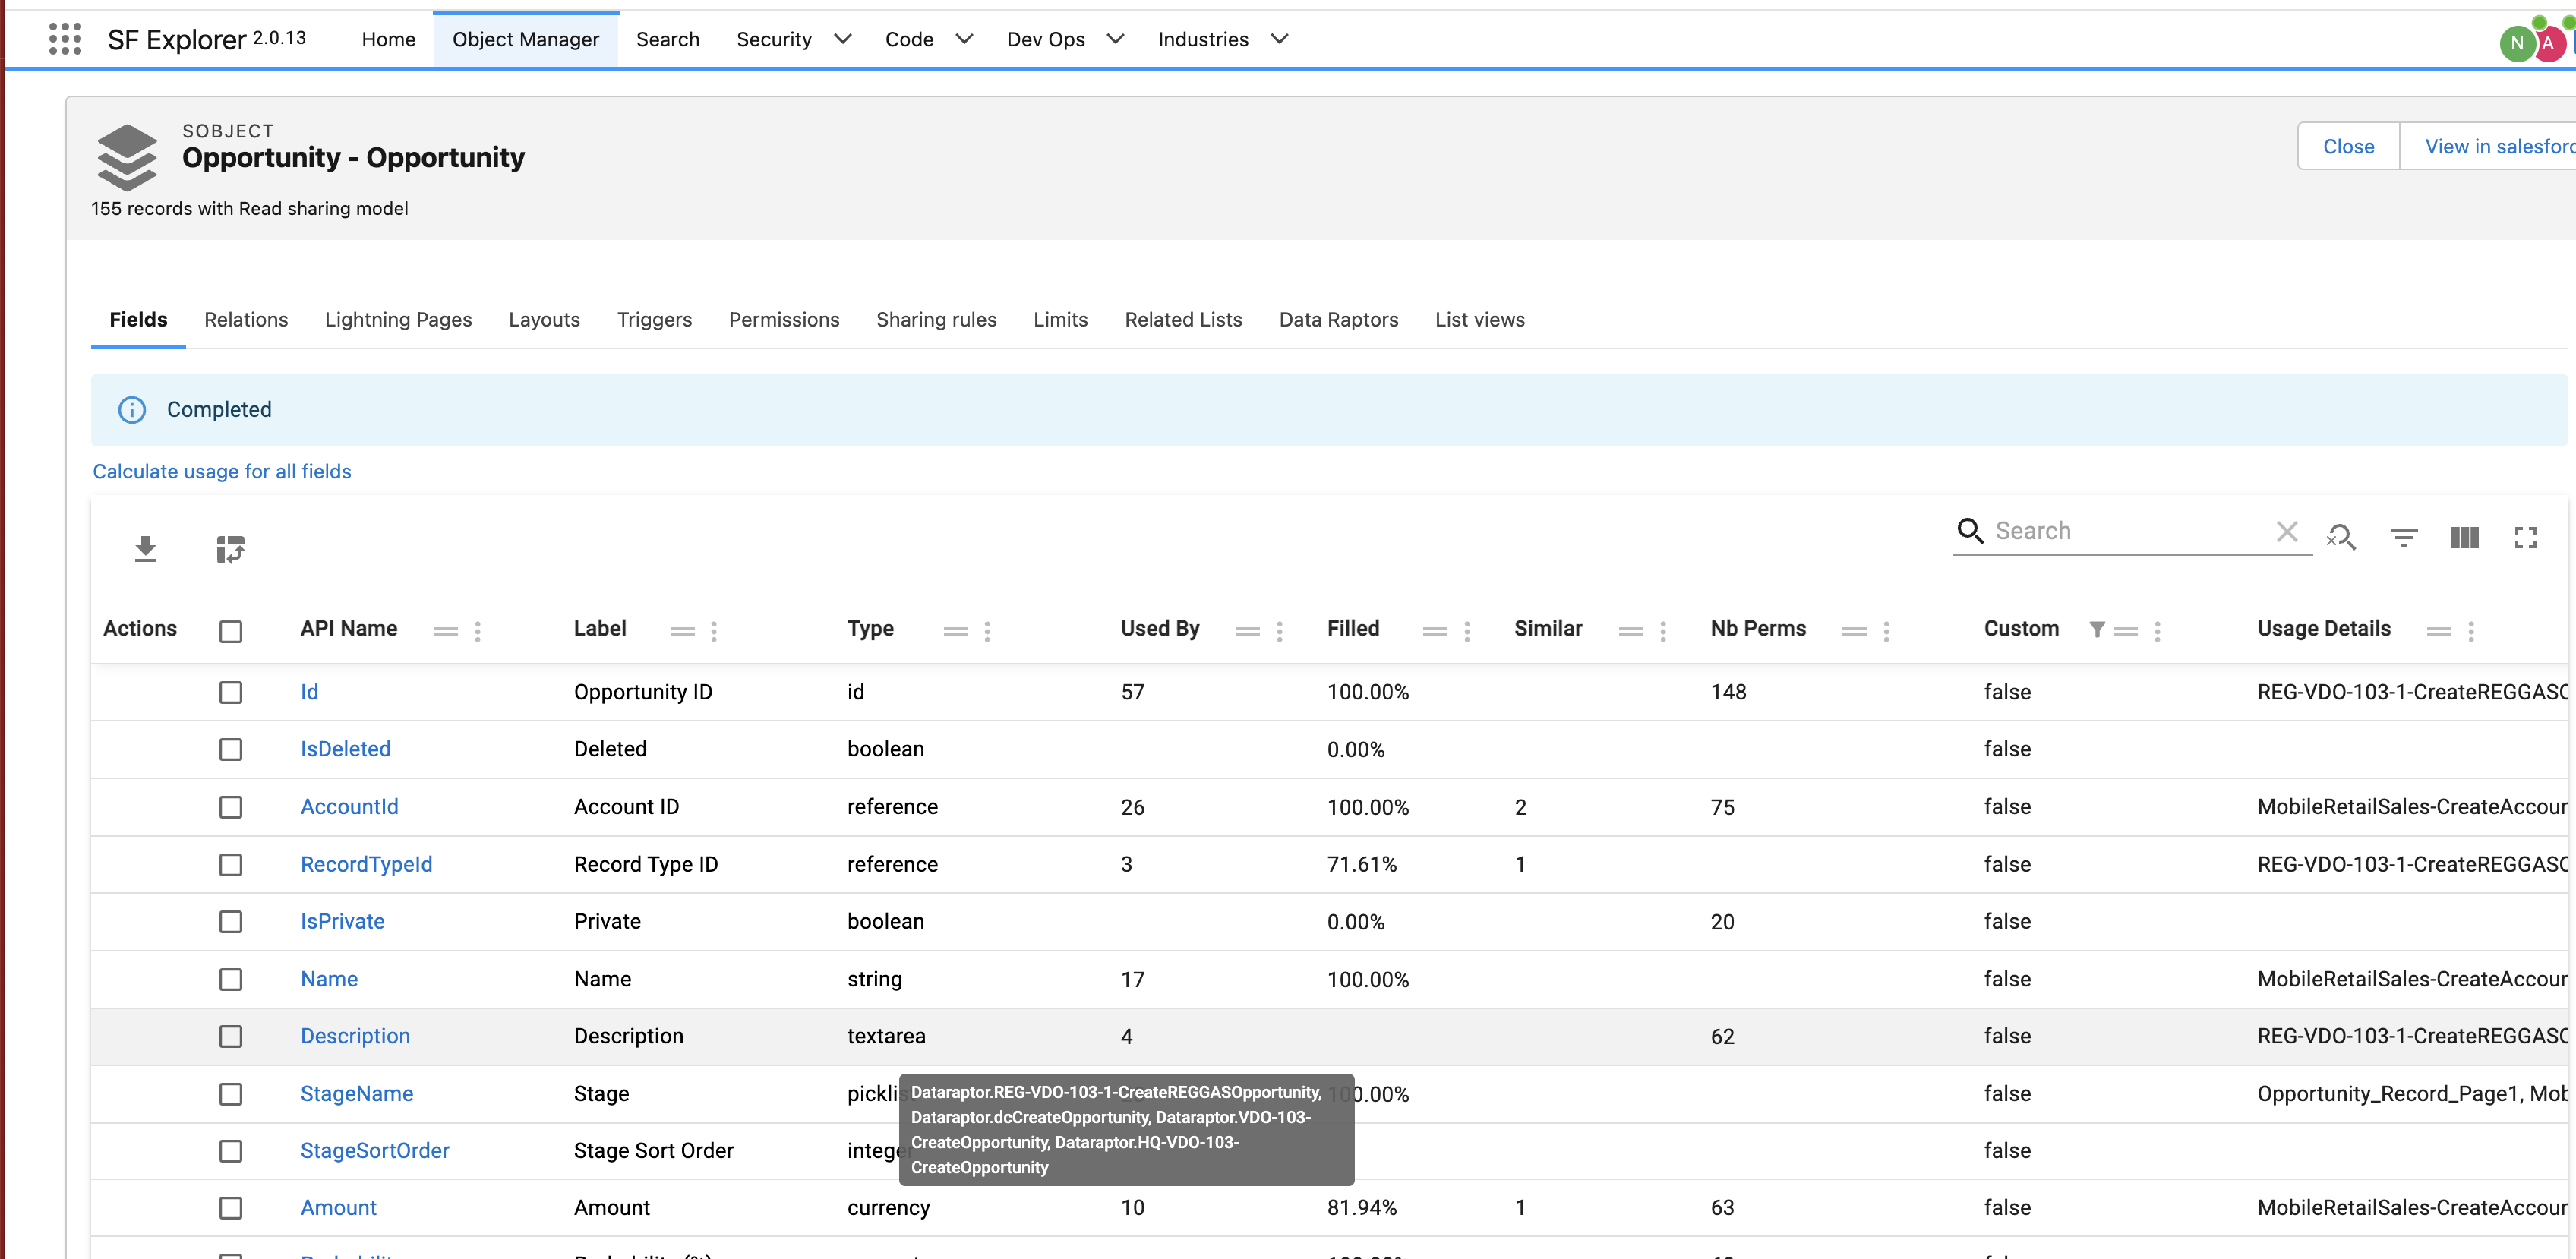 SF Explorer 2.0.13 Home Object Manager Search Security Code Dev Ops Industries N A
SOBJECT
Opportunity - Opportunity
Close View in salesforc
155 records with Read sharing model
Fields Relations Lightning Pages Layouts Triggers Permissions Sharing rules Limits Related Lists Data Raptors List views
Completed
Calculate usage for all fields
Search
Actions API Name Label Type Used By Filled Similar Nb Perms Custom Usage Details
Id Opportunity ID id 57 100.00% 148 false REG-VDO-103-1-CreateREGGASO
IsDeleted Deleted boolean 0.00% false
AccountId Account ID reference 26 100.00% 2 75 false MobileRetailSales-CreateAccour
RecordTypeId Record Type ID reference 3 71.61% 1 false REG-VDO-103-1-CreateREGGASO
IsPrivate Private boolean 0.00% 20 false
Name Name string 17 100.00% false MobileRetailSales-CreateAccour
Description Description textarea 4 62 false REG-VDO-103-1-CreateREGGASO
StageName Stage picklis 00.00% false Opportunity_Record_Page1, Mob
StageSortOrder Stage Sort Order intege false
Dataraptor.REG-VDO-103-1-CreateREGGASOpportunity,
Dataraptor.dcCreateOpportunity, Dataraptor.VDO-103-
CreateOpportunity, Dataraptor.HQ-VDO-103-
CreateOpportunity
Amount Amount currency 10 81.94% 1 63 false MobileRetailSales-CreateAccour